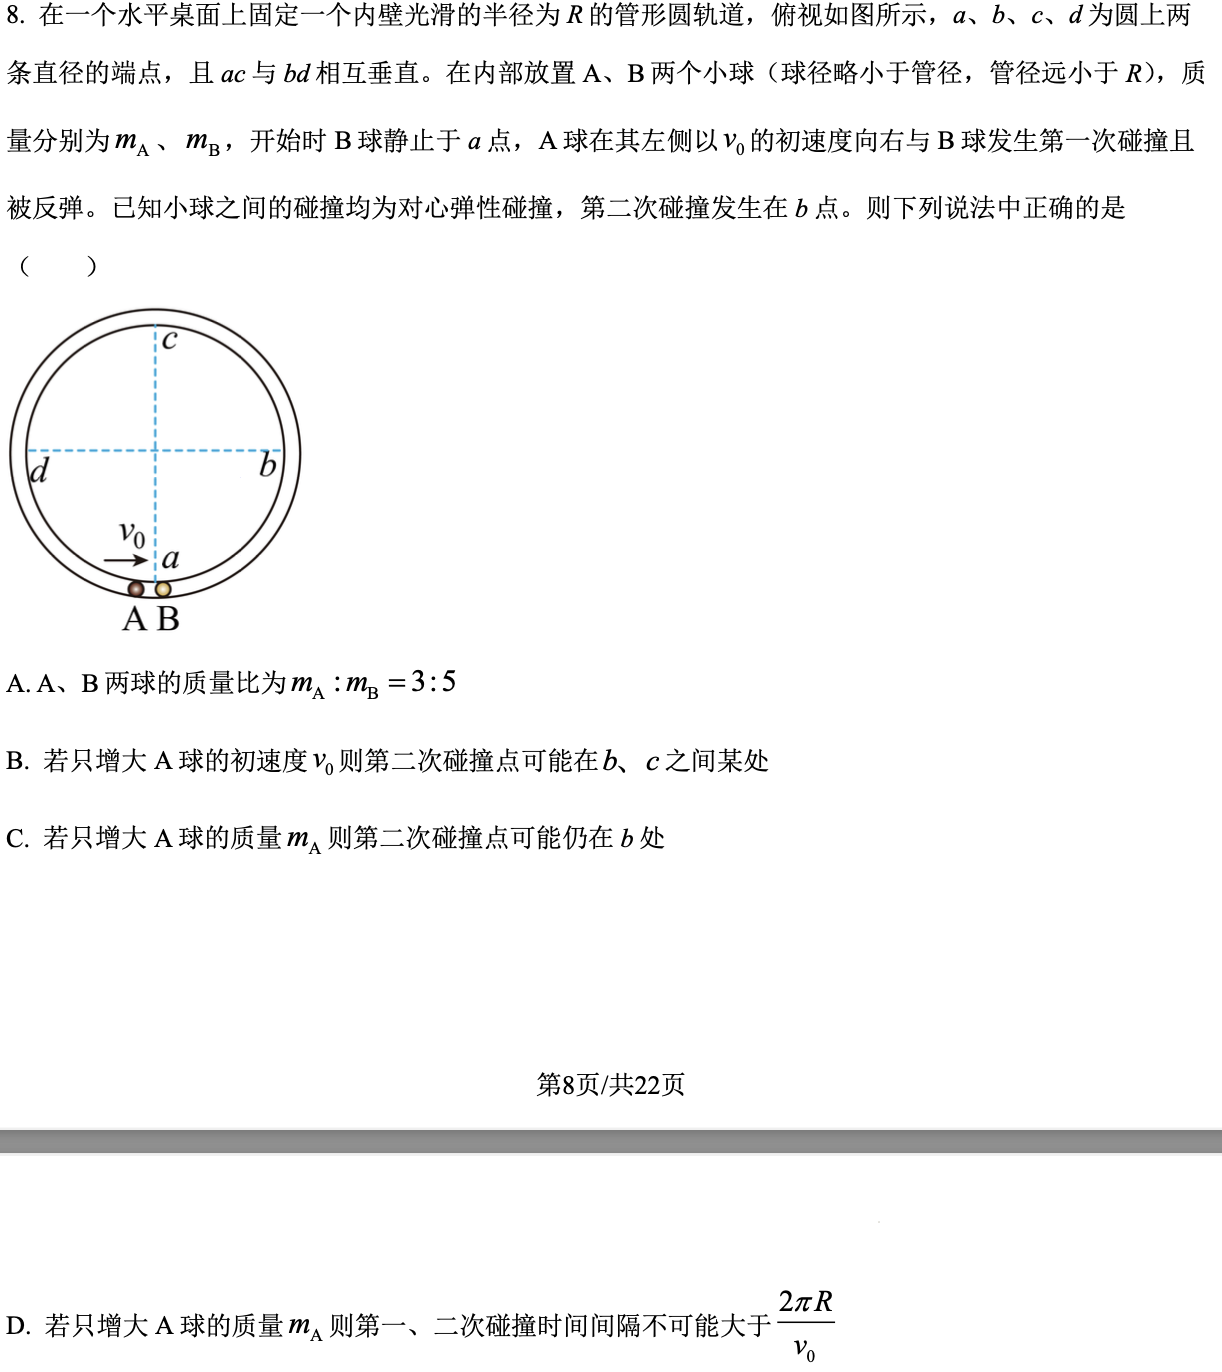 8. 在一个水平桌面上固定一个内壁光滑的半径为 R 的管形圆轨道，俯视如图所示，a、b、c、d 为圆上两
条直径的端点，且 ac 与 bd 相互垂直。在内部放置 A、B 两个小球（球径略小于管径，管径远小于 R），质
量分别为 m_A 、 m_B，开始时 B 球静止于 a 点，A 球在其左侧以 v_0 的初速度向右与 B 球发生第一次碰撞且
被反弹。已知小球之间的碰撞均为对心弹性碰撞，第二次碰撞发生在 b 点。则下列说法中正确的是
（　　）
c
d
b
v_0
a
A B
A. A、B 两球的质量比为 m_A : m_B = 3:5
B. 若只增大 A 球的初速度 v_0 则第二次碰撞点可能在 b、 c 之间某处
C. 若只增大 A 球的质量 m_A 则第二次碰撞点可能仍在 b 处
第8页/共22页
D. 若只增大 A 球的质量 m_A 则第一、二次碰撞时间间隔不可能大于 \frac{2πR}{v_0}